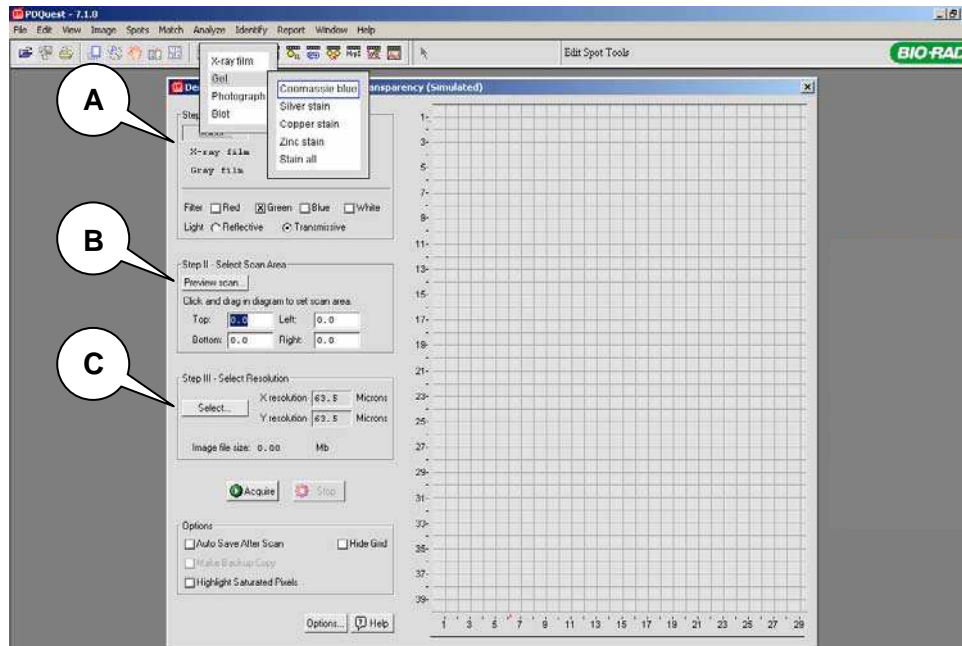 PDQuest - 7.1.0
File Edit View Image Spots Match Analyze Identify Report Window Help
Edit Spot Tools
BIO-RAD
X-ray film
Gel
Photograph
Blot
Coomassie blue
Silver stain
Copper stain
Zinc stain
Stain all
ansparency (Simulated)
A
Step
X-ray film
Gray film
Filter Red Green Blue White
Light Reflective Transmissive
B
Step II - Select Scan Area
Preview scan...
Click and drag in diagram to set scan area.
Top: 0.0 Left: 0.0
Bottom: 0.0 Right: 0.0
C
Step III - Select Resolution
Select...
X resolution 63.5 Microns
Y resolution 63.5 Microns
Image file size: 0.00 Mb
Acquire Stop
Options
Auto Save After Scan Hide Grid
Make Backup Copy
Highlight Saturated Pixels
Options... Help
1-
3-
5-
7-
9-
11-
13-
15-
17-
19-
21-
23-
25-
27-
29-
31-
33-
35-
37-
39-
1 3 5 7 9 11 13 15 17 19 21 23 25 27 29